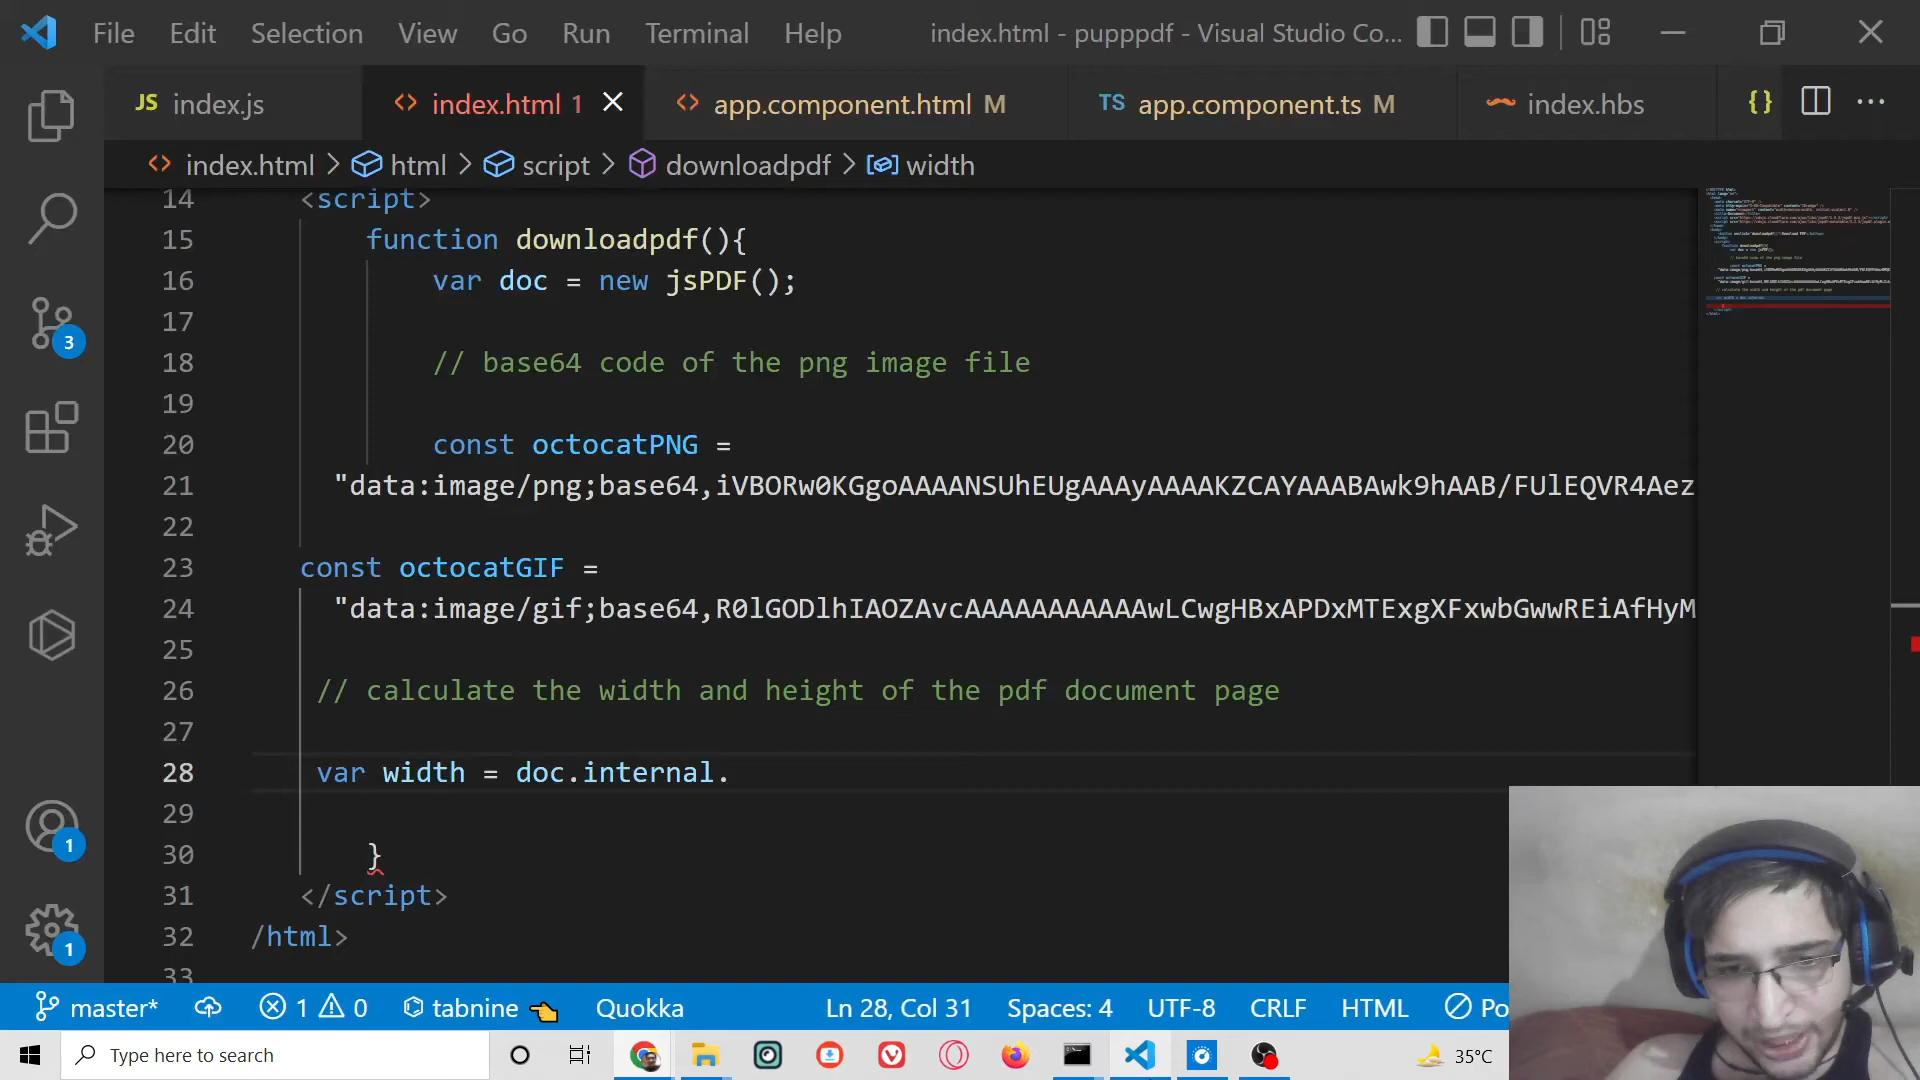 File Edit Selection View Go Run Terminal Help index.html - pupppdf - Visual Studio Co...
JS index.js <> index.html 1 <> app.component.html M TS app.component.ts M index.hbs {} ...
<> index.html > html > script > downloadpdf > width
14 <script>
15 function downloadpdf(){
16 var doc = new jsPDF();
17
18 // base64 code of the png image file
19
20 const octocatPNG =
21 "data:image/png;base64,iVBORw0KGgoAAAANSUhEUgAAAyAAAAKZCAYAAABAwk9hAAB/FUlEQVR4Aez
22
23 const octocatGIF =
24 "data:image/gif;base64,R0lGODlhIAOZAvcAAAAAAAAAAAwLCwgHBxAPDxMTExgXFxwbGwwREiAfHyM
25
26 // calculate the width and height of the pdf document page
27
28 var width = doc.internal.
29
30 }
31 </script>
32 /html>
33
3
1
1
master* 1 0 tabnine Quokka Ln 28, Col 31 Spaces: 4 UTF-8 CRLF HTML Po
Type here to search 35°C